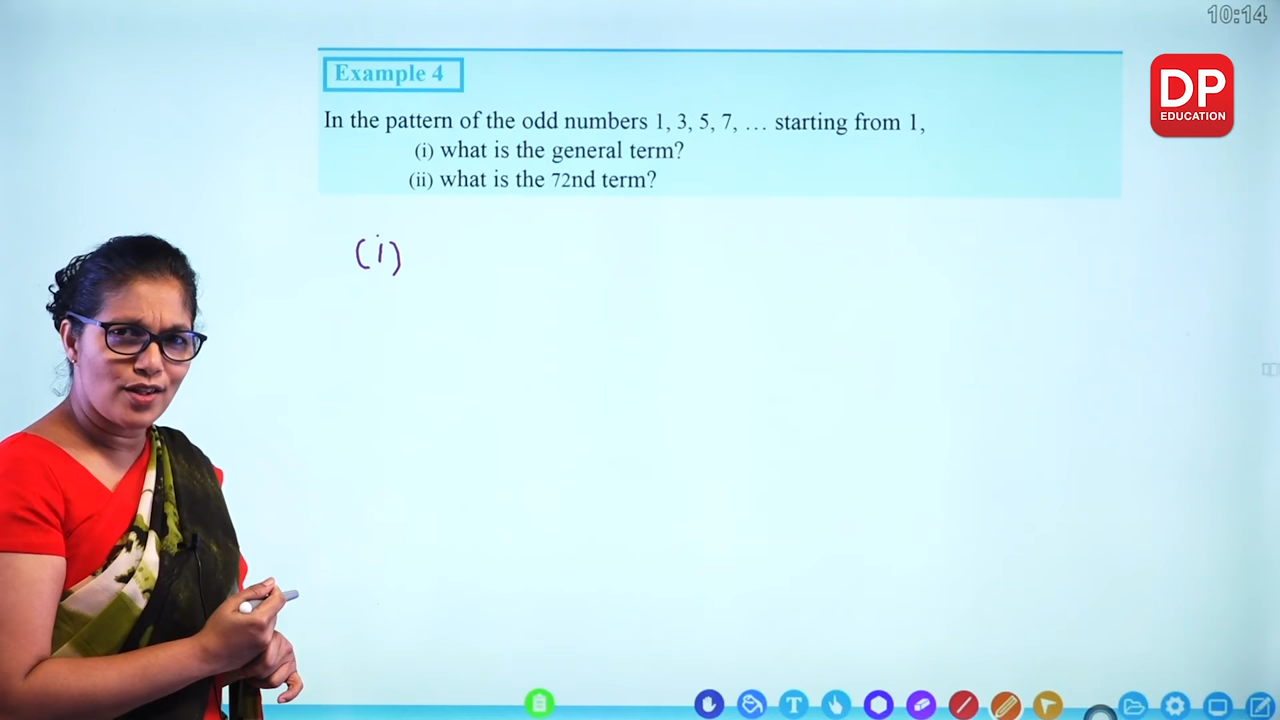 10:14
Example 4
DP
EDUCATION
In the pattern of the odd numbers 1, 3, 5, 7, … starting from 1,
(i) what is the general term?
(ii) what is the 72nd term?
(i)
T